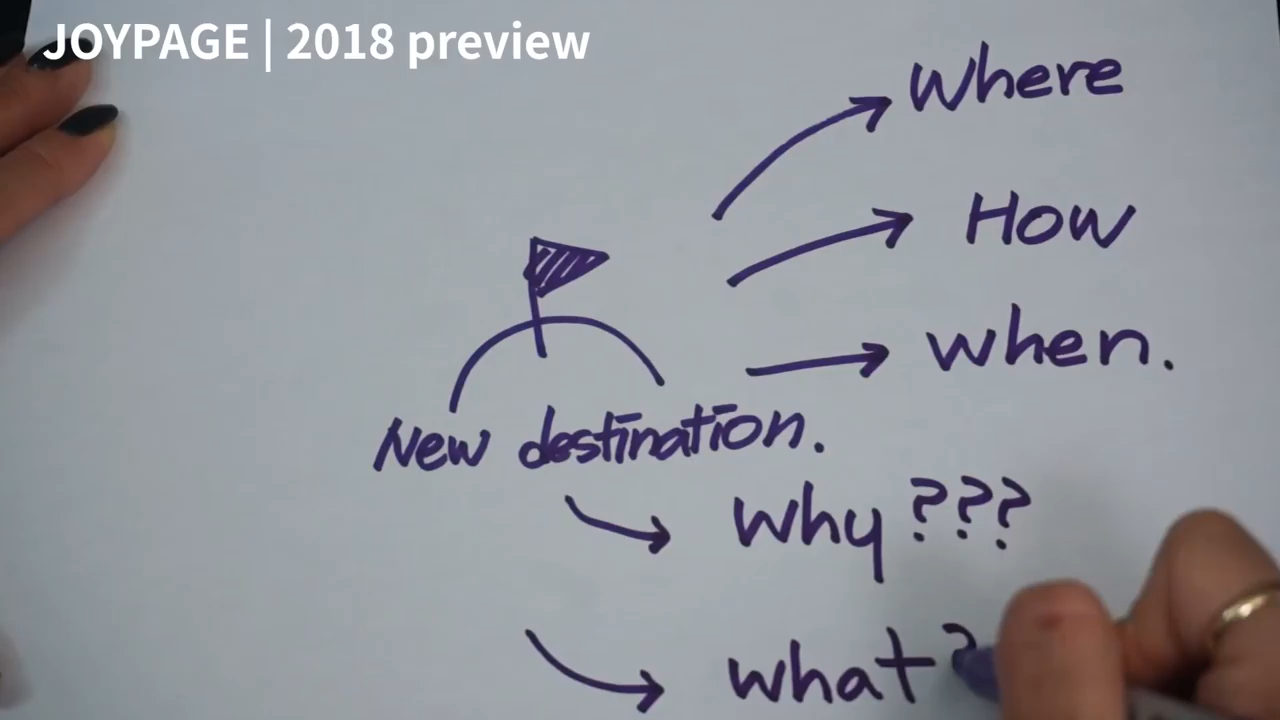 JOYPAGE | 2018 preview
Where
How
when.
New destination.
Why ???
what?